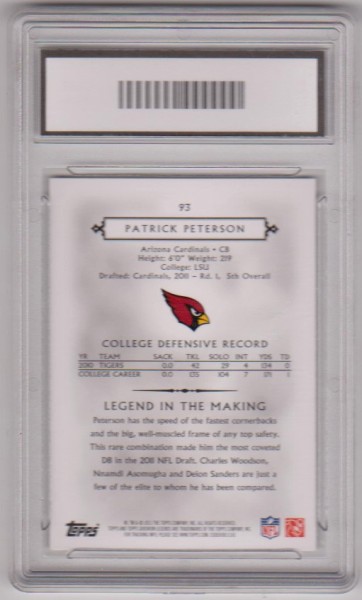 93
PATRICK PETERSON
Arizona Cardinals • CB
Height: 6'0" Weight: 219
College: LSU
Drafted: Cardinals, 2011 - Rd. 1, 5th Overall
COLLEGE DEFENSIVE RECORD
YR TEAM SACK TKL SOLO INT YDS TD
2010 TIGERS 0.0 42 29 4 134 0
COLLEGE CAREER 0.0 135 104 7 1
LEGEND IN THE MAKING
Peterson has the speed of the fastest cornerbacks
and the big, well-muscled frame of any top safety.
This rare combination made him the most coveted
DB in the 2011 NFL Draft. Charles Woodson,
Nnamdi Asomugha and Deion Sanders are just a
few of the elite to whom he has been compared.
Topps
NFL